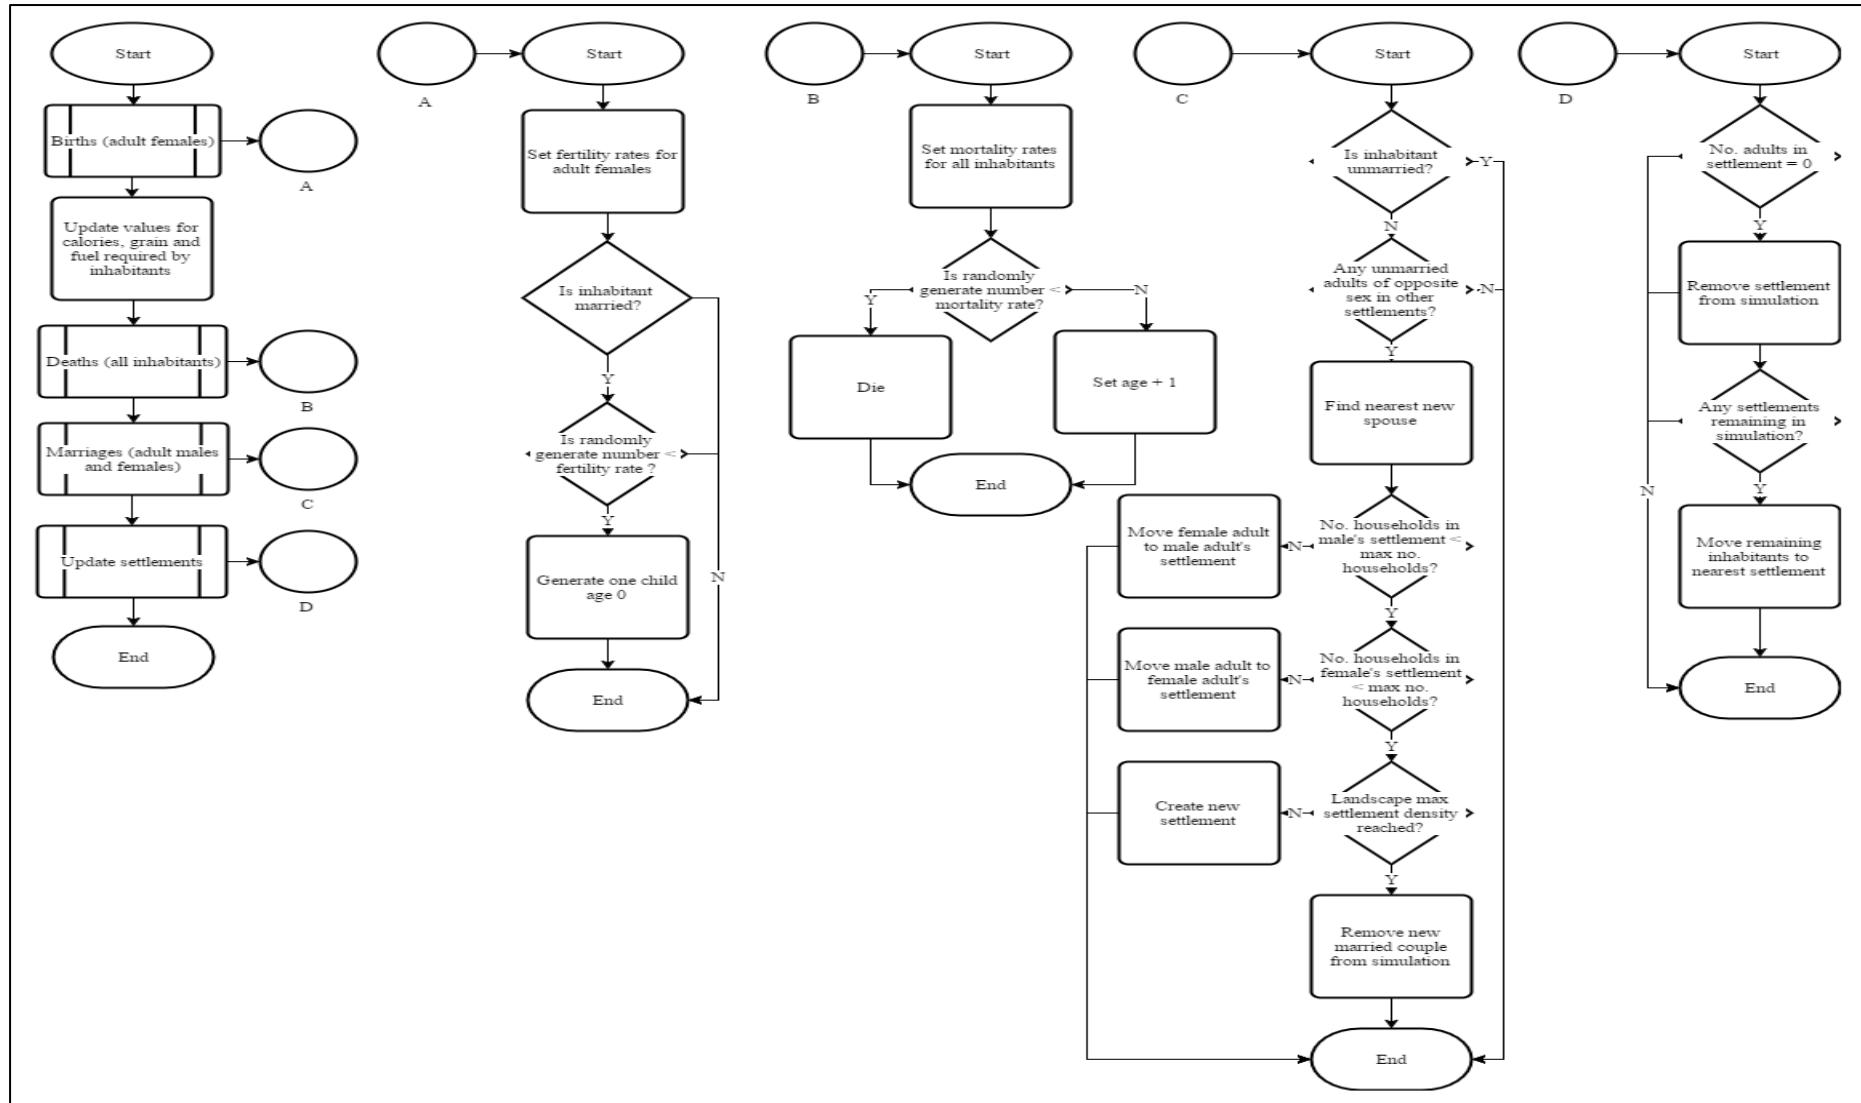 Start
Births (adult females)
A
Update values for
calories, grain and
fuel required by
inhabitants
Deaths (all inhabitants)
B
Marriages (adult males
and females)
C
Update settlements
D
End
A
Start
Set fertility rates for
adult females
Is inhabitant
married?
Y
Is randomly
generate number <
fertility rate ?
Y
N
Generate one child
age 0
End
B
Start
Set mortality rates
for all inhabitants
Is randomly
generate number <
mortality rate?
Y
N
Die
Set age + 1
End
C
Start
Is inhabitant
unmarried?
Y
N
Any unmarried
adults of opposite
sex in other
settlements?
N
Y
Find nearest new
spouse
No. households in
male's settlement <
max no.
households?
N
Move female adult
to male adult's
settlement
Y
No. households in
female's settlement
< max no.
households?
N
Move male adult to
female adult's
settlement
Y
Landscape max
settlement density
reached?
N
Create new
settlement
Y
Remove new
married couple
from simulation
End
D
Start
No. adults in
settlement = 0
Y
Remove settlement
from simulation
Any settlements
remaining in
simulation?
Y
N
Move remaining
inhabitants to
nearest settlement
End